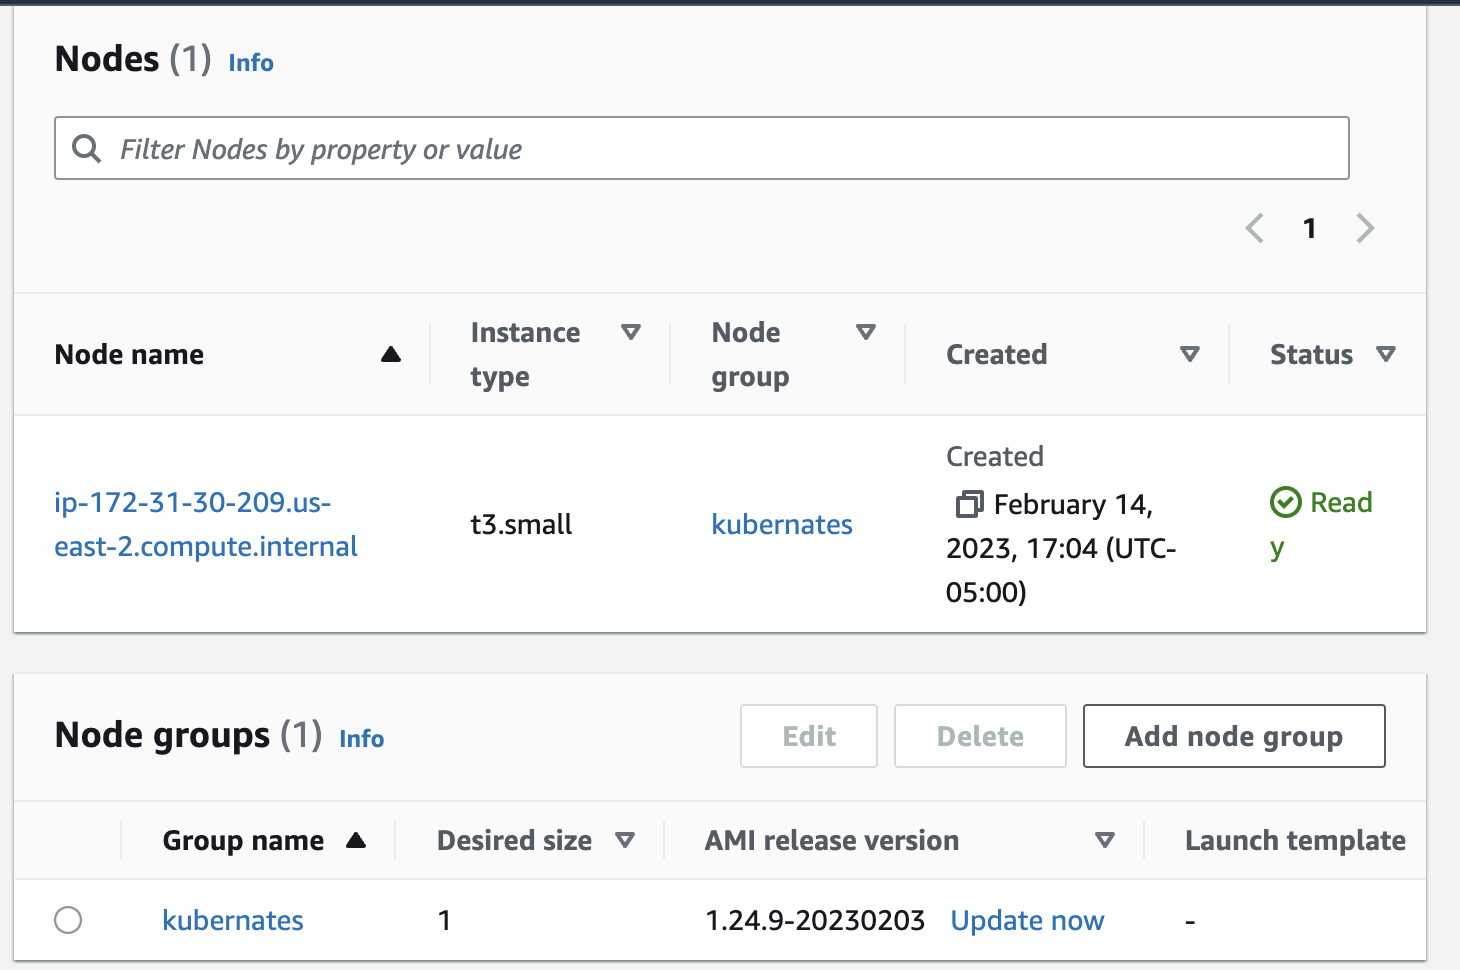 Nodes (1) Info
Filter Nodes by property or value
1
Node name
Instance type
Node group
Created
Status
ip-172-31-30-209.us-
east-2.compute.internal
t3.small
kubernates
Created
February 14,
2023, 17:04 (UTC-
05:00)
Read
y
Node groups (1) Info
Edit
Delete
Add node group
Group name
Desired size
AMI release version
Launch template
kubernates
1
1.24.9-20230203 Update now
-